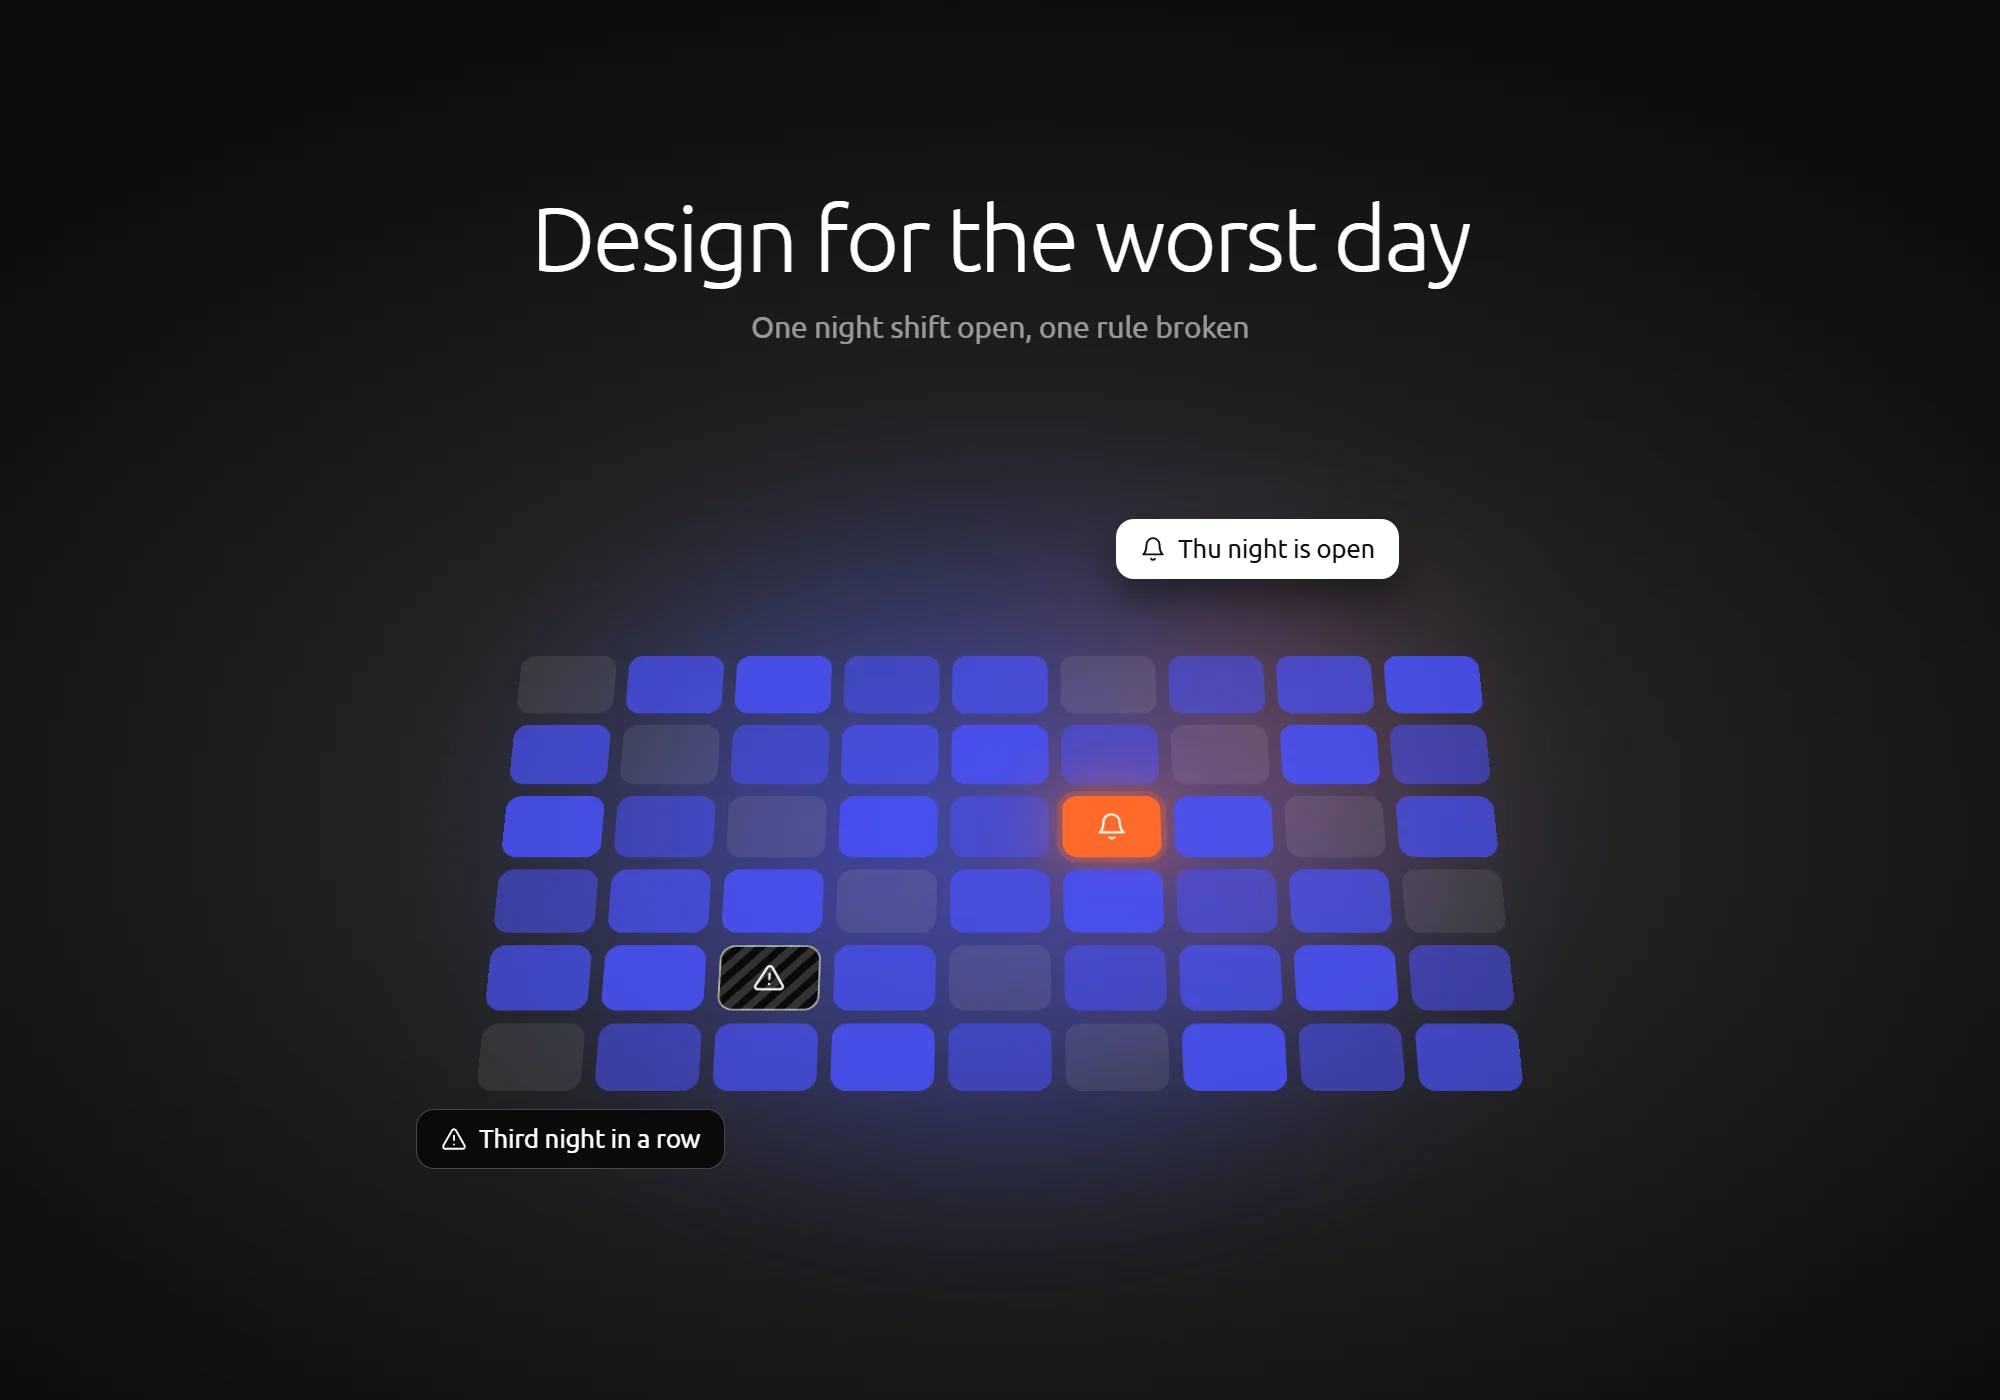 Design for the worst day
One night shift open, one rule broken
Thu night is open
Third night in a row